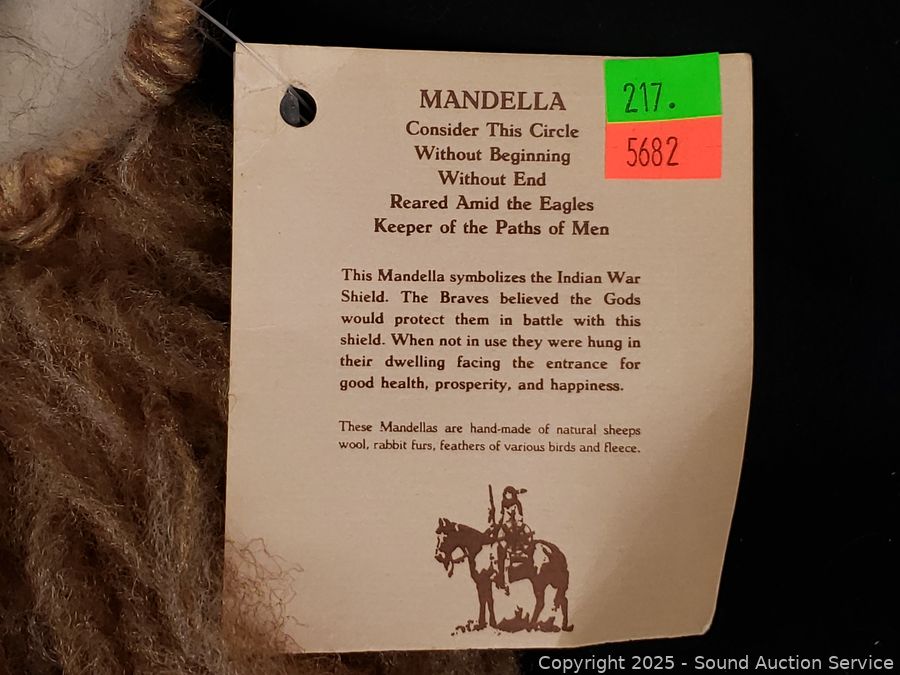 MANDELLA
Consider This Circle
Without Beginning
Without End
Reared Amid the Eagles
Keeper of the Paths of Men
217.
5682
This Mandella symbolizes the Indian War
Shield. The Braves believed the Gods
would protect them in battle with this
shield. When not in use they were hung in
their dwelling facing the entrance for
good health, prosperity, and happiness.
These Mandellas are hand-made of natural sheeps
wool, rabbit furs, feathers of various birds and fleece.
Copyright 2025 - Sound Auction Service